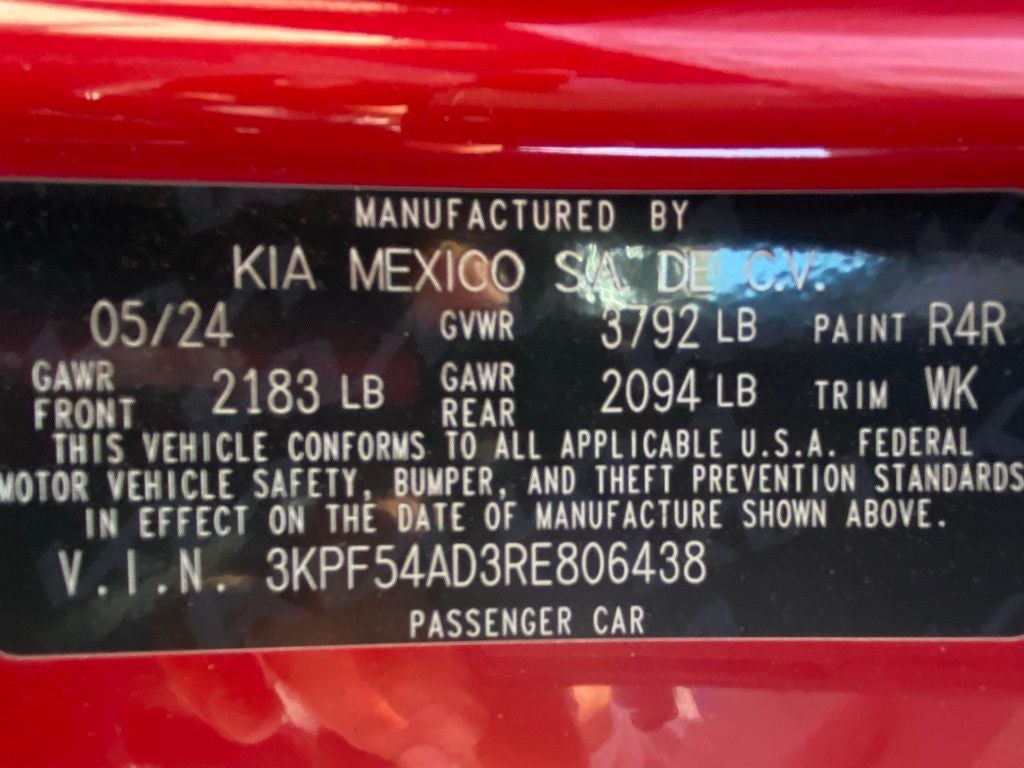 MANUFACTURED BY
KIA MEXICO S.A. DE C.V.
05/24 GVWR 3792 LB PAINT R4R
GAWR FRONT 2183 LB GAWR REAR 2094 LB TRIM WK
THIS VEHICLE CONFORMS TO ALL APPLICABLE U.S.A. FEDERAL
MOTOR VEHICLE SAFETY, BUMPER, AND THEFT PREVENTION STANDARDS
IN EFFECT ON THE DATE OF MANUFACTURE SHOWN ABOVE.
V.I.N. 3KPF54AD3RE806438
PASSENGER CAR